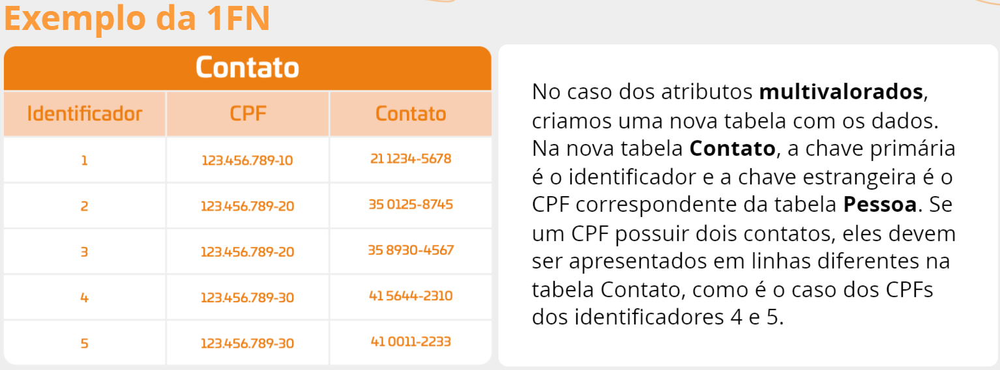 Exemplo da 1FN
Contato
Identificador CPF Contato
1 123.456.789-10 21 1234-5678
2 123.456.789-20 35 0125-8745
3 123.456.789-20 35 8930-4567
4 123.456.789-30 41 5644-2310
5 123.456.789-30 41 0011-2233
No caso dos atributos multivalorados,
criamos uma nova tabela com os dados.
Na nova tabela Contato, a chave primária
é o identificador e a chave estrangeira é o
CPF correspondente da tabela Pessoa. Se
um CPF possuir dois contatos, eles devem
ser apresentados em linhas diferentes na
tabela Contato, como é o caso dos CPFs
dos identificadores 4 e 5.